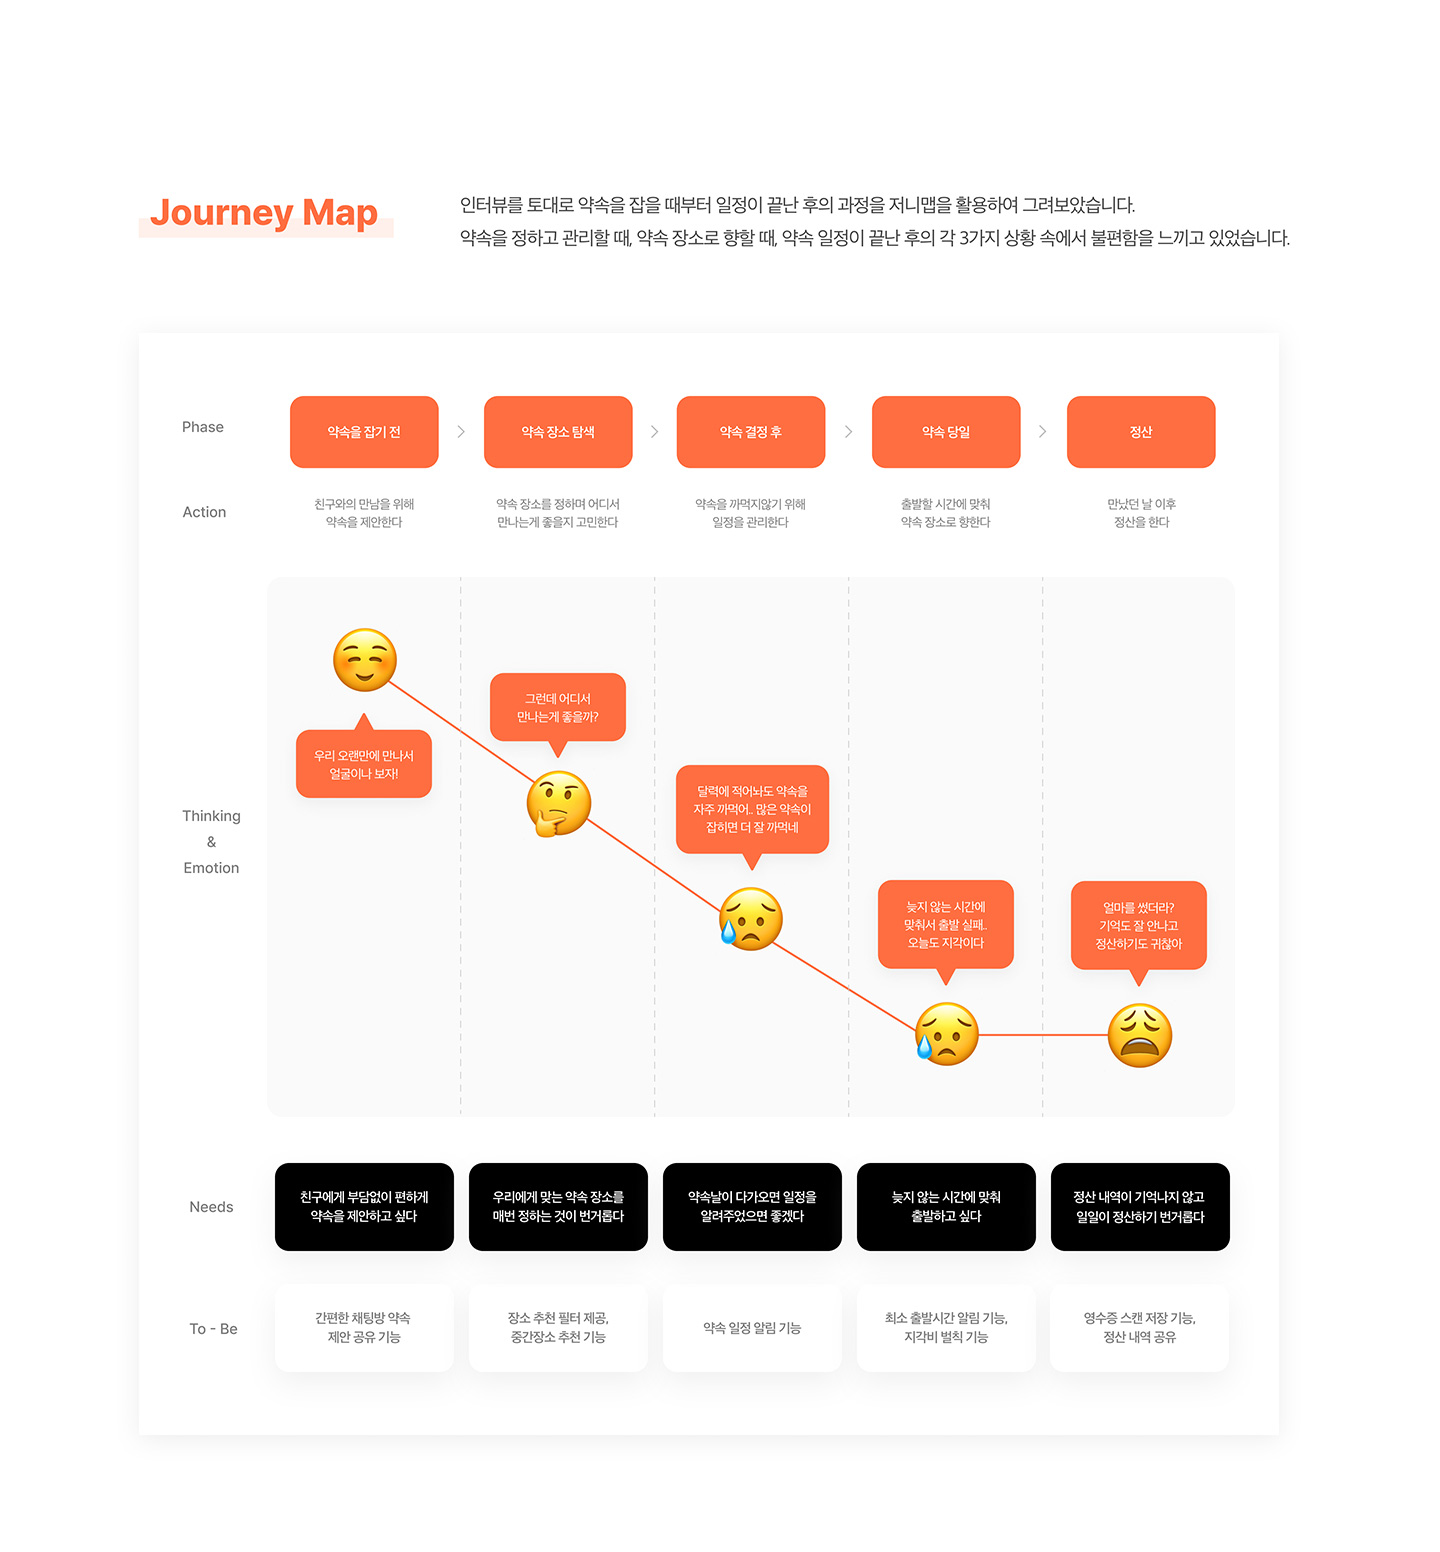 Journey Map
인터뷰를 토대로 약속을 잡을 때부터 일정이 끝난 후의 과정을 저니맵을 활용하여 그려보았습니다.
약속을 정하고 관리할 때, 약속 장소로 향할 때, 약속 일정이 끝난 후의 각 3가지 상황 속에서 불편함을 느끼고 있었습니다.
Phase
약속을 잡기 전
약속 장소 탐색
약속 결정 후
약속 당일
정산
Action
친구와의 만남을 위해
약속을 제안한다
약속 장소를 정하며 어디서
만나는게 좋을지 고민한다
약속을 까먹지않기 위해
일정을 관리한다
출발할 시간에 맞춰
약속 장소로 향한다
만났던 날 이후
정산을 한다
Thinking
&
Emotion
우리 오랜만에 만나서
얼굴이나 보자!
그런데 어디서
만나는게 좋을까?
달력에 적어놔도 약속을
자주 까먹어.. 많은 약속이
잡히면 더 잘 까먹네
늦지 않는 시간에
맞춰서 출발 실패..
오늘도 지각이다
얼마를 썼더라?
기억도 잘 안나고
정산하기도 귀찮아
Needs
친구에게 부담없이 편하게
약속을 제안하고 싶다
우리에게 맞는 약속 장소를
매번 정하는 것이 번거롭다
약속날이 다가오면 일정을
알려주었으면 좋겠다
늦지 않는 시간에 맞춰
출발하고 싶다
정산 내역이 기억나지 않고
일일이 정산하기 번거롭다
To - Be
간편한 채팅방 약속
제안 공유 기능
장소 추천 필터 제공,
중간장소 추천 기능
약속 일정 알림 기능
최소 출발시간 알림 기능,
지각비 벌칙 기능
영수증 스캔 저장 기능,
정산 내역 공유